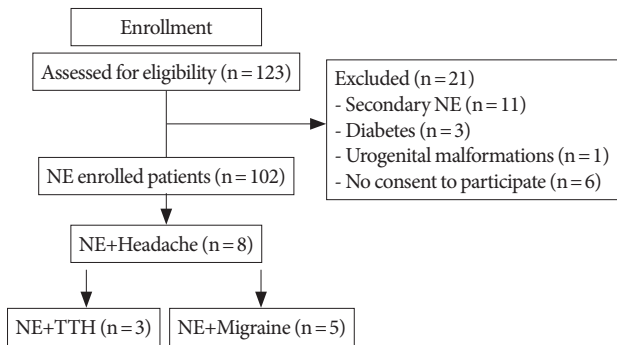 Enrollment
Assessed for eligibility (n=123)
Excluded (n=21)
- Secondary NE (n=11)
- Diabetes (n=3)
- Urogenital malformations (n=1)
- No consent to participate (n=6)
NE enrolled patients (n=102)
NE+Headache (n=8)
NE+TTH (n=3)
NE+Migraine (n=5)